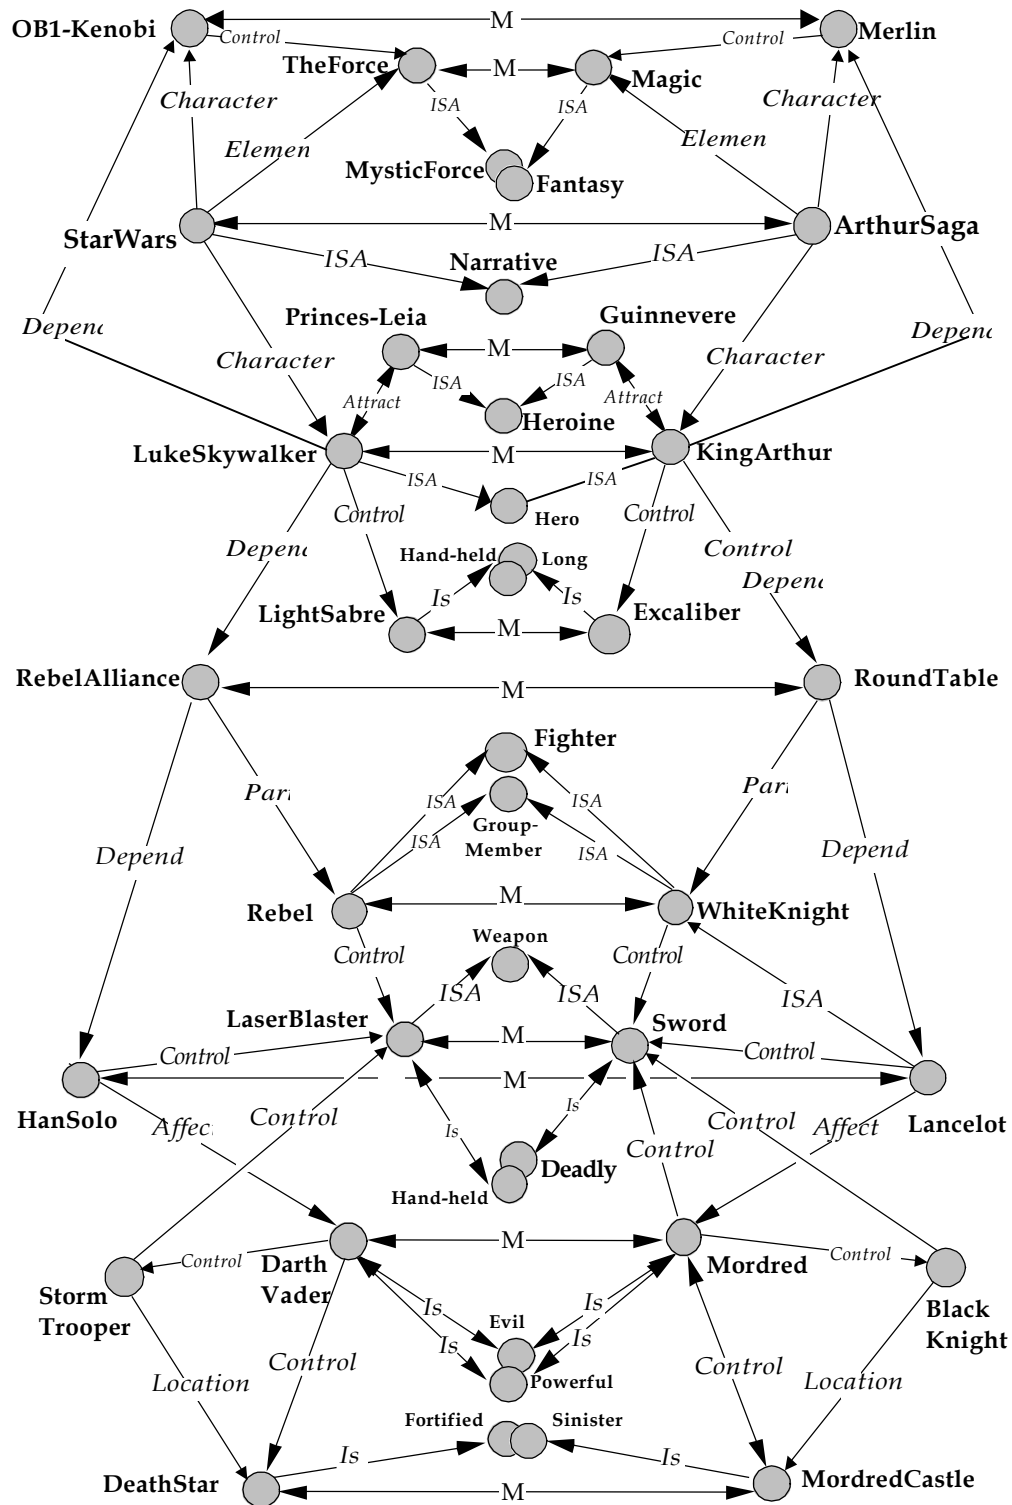 OB1-Kenobi
M
Merlin
Control
Control
TheForce
M
Magic
Character
ISA
ISA
Character
Elemen
Elemen
MysticForce
Fantasy
StarWars
M
ArthurSaga
ISA
Narrative
ISA
Princes-Leia
Guinnevere
Depend
M
Depend
Character
ISA
ISA
Character
Attract
Attract
Heroine
LukeSkywalker
M
KingArthur
ISA
ISA
Control
Hero
Control
Depend
Hand-held
Long
Control
Depend
Is
Is
LightSabre
M
Excaliber
RebelAlliance
M
RoundTable
Fighter
Part
ISA
ISA
Part
Group-
Member
ISA
ISA
Depend
Depend
Rebel
M
WhiteKnight
Control
Weapon
Control
ISA
ISA
ISA
LaserBlaster
M
Sword
Control
Control
M
HanSolo
Lancelot
Affect
Control
Is
Is
Control
Control
Affect
Deadly
Hand-held
M
Control
Darth
Vader
Mordred
Control
Storm
Trooper
Black
Knight
Is
Is
Evil
Is
Is
Powerful
Control
Control
Location
Location
Fortified
Sinister
Is
Is
DeathStar
M
MordredCastle